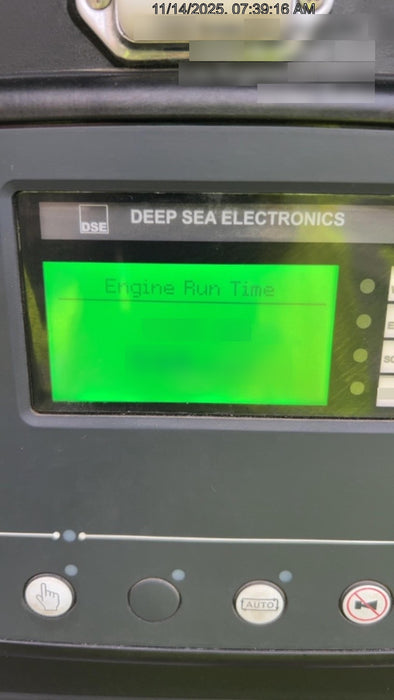 11/14/2025. 07:39:16 AM
DSE
DEEP SEA ELECTRONICS
Engine Run Time
AUTO